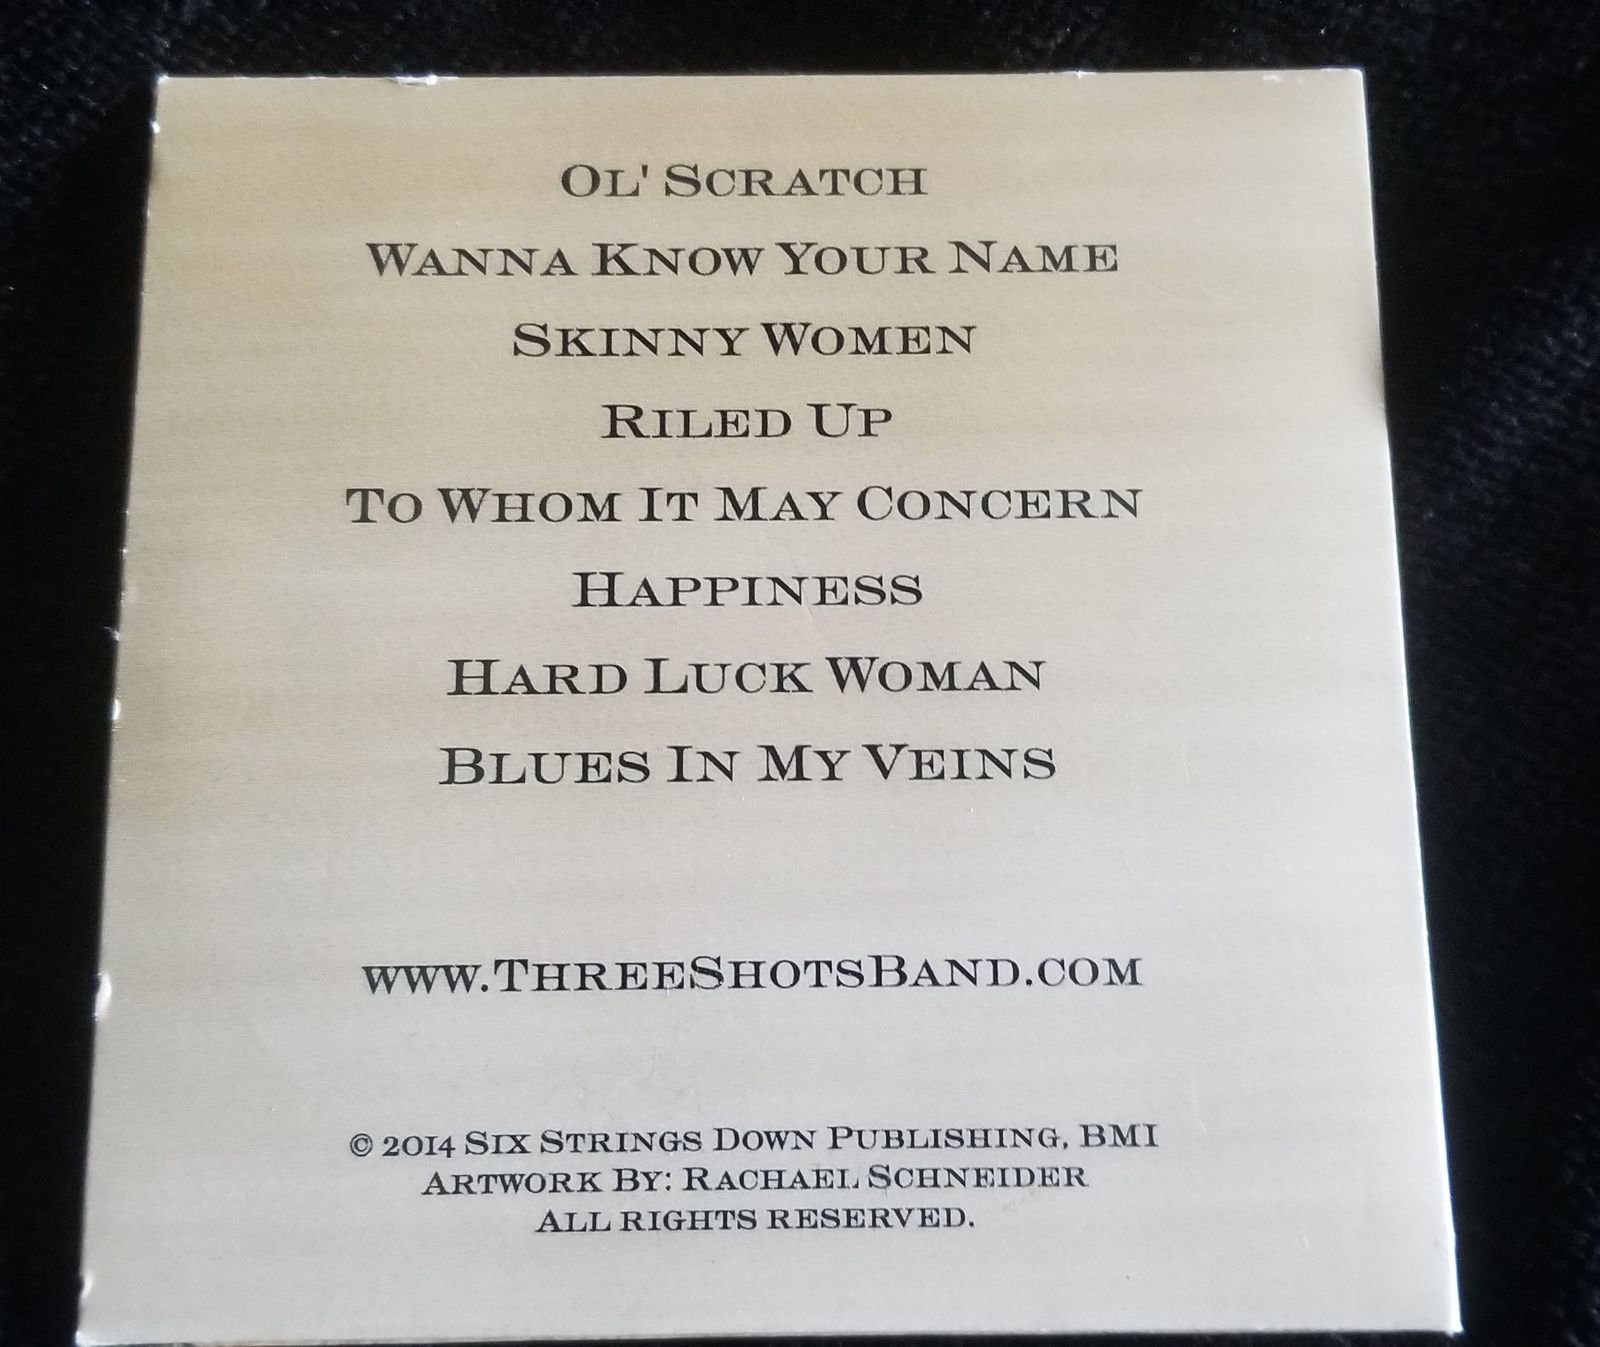 Ol' Scratch
Wanna Know Your Name
Skinny Women
Riled Up
To Whom It May Concern
Happiness
Hard Luck Woman
Blues In My Veins
www.ThreeShotsBand.com
© 2014 Six Strings Down Publishing, BMI
Artwork By: Rachael Schneider
All rights reserved.